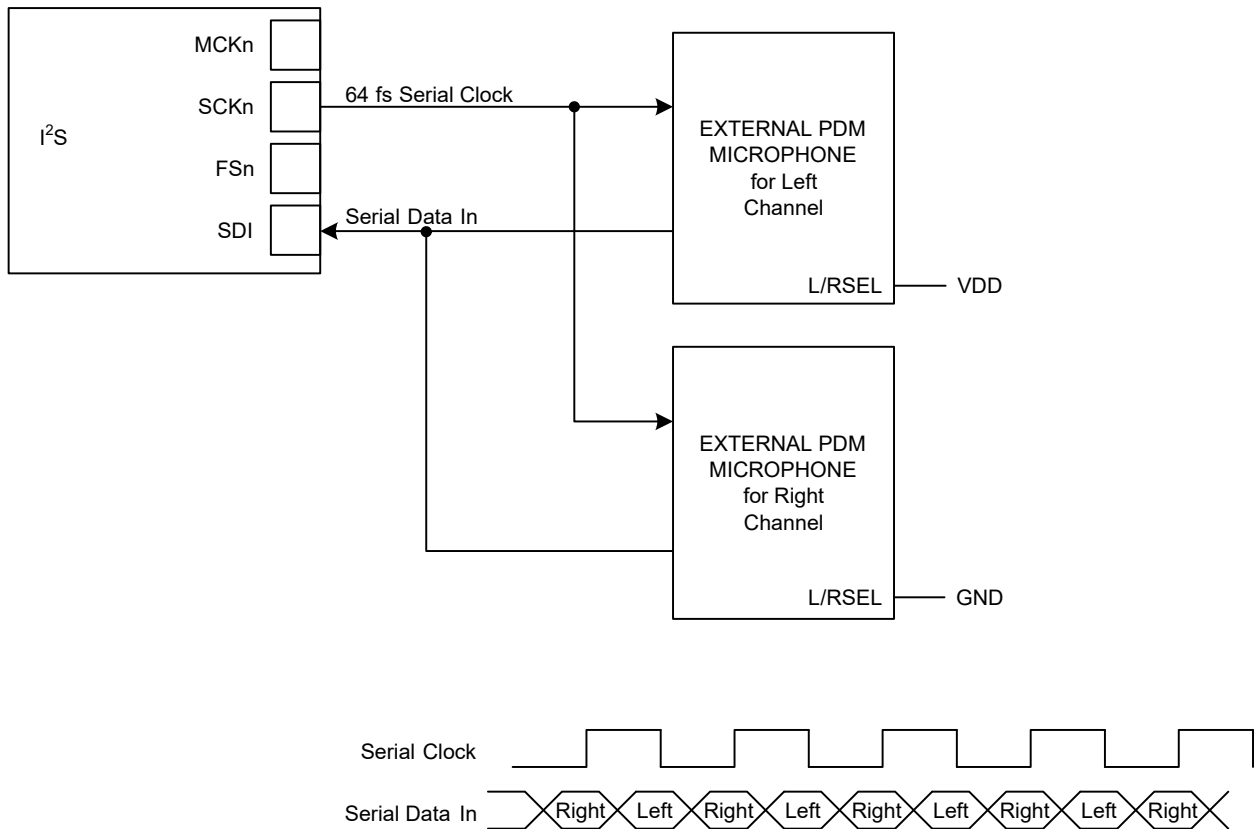 MCKn
SCKn
64 fs Serial Clock
I²S
FSn
SDI
Serial Data In
EXTERNAL PDM
MICROPHONE
for Left
Channel
L/RSEL
VDD
EXTERNAL PDM
MICROPHONE
for Right
Channel
L/RSEL
GND
Serial Clock
Serial Data In
Right Left Right Left Right Left Right Left Right